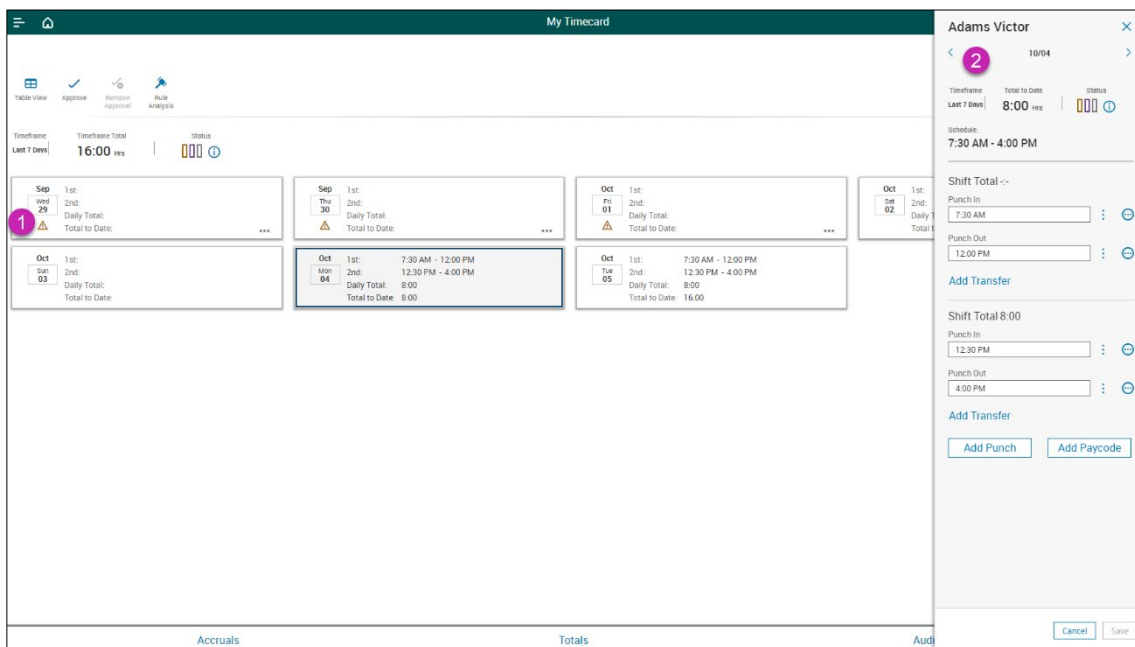 My Timecard
Table View
Approve
Remove Approval
Rule Analysis
Timeframe
Last 7 Days
Timeframe Total
16:00 Hrs
Status
1
Sep
Wed
29
1st:
2nd:
Daily Total:
Total to Date:
Sep
Thu
30
1st:
2nd:
Daily Total:
Total to Date:
Oct
Fri
01
1st:
2nd:
Daily Total:
Total to Date:
Oct
Sat
02
1st:
2nd:
Daily
Total
Oct
Sun
03
1st:
2nd:
Daily Total:
Total to Date:
Oct
Mon
04
1st: 7:30 AM - 12:00 PM
2nd: 12:30 PM - 4:00 PM
Daily Total: 8:00
Total to Date: 8:00
Oct
Tue
05
1st: 7:30 AM - 12:00 PM
2nd: 12:30 PM - 4:00 PM
Daily Total: 8:00
Total to Date: 16:00
Accruals
Totals
Audi
Adams Victor
2
10/04
Timeframe
Last 7 Days
Total to Date
8:00 Hrs
Status
Schedule:
7:30 AM - 4:00 PM
Shift Total -:-
Punch In
7:30 AM
Punch Out
12:00 PM
Add Transfer
Shift Total 8:00
Punch In
12:30 PM
Punch Out
4:00 PM
Add Transfer
Add Punch
Add Paycode
Cancel
Save